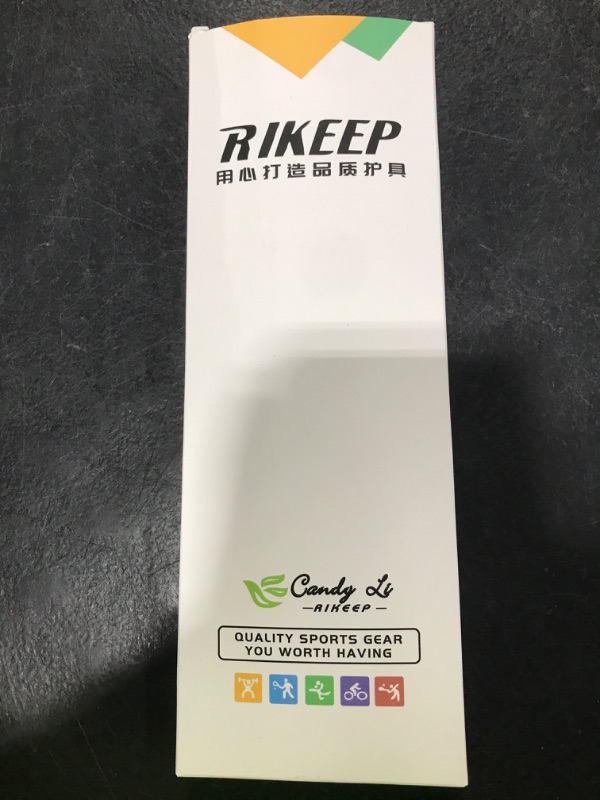 RIKEEP
用心打造品质护具
Candy Li
RIKEEP
QUALITY SPORTS GEAR
YOU WORTH HAVING